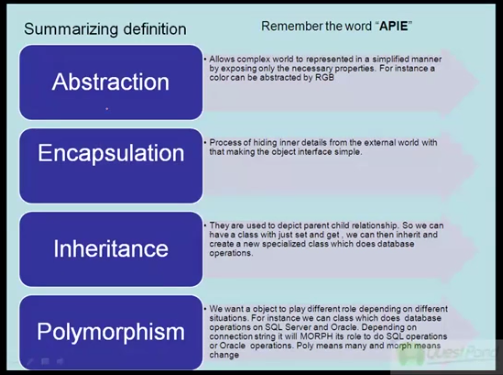 Summarizing definition
Remember the word "APIE"
Abstraction
• Allows complex world to represented in a simplified manner
by exposing only the necessary properties. For instance a
color can be abstracted by RGB
Encapsulation
• Process of hiding inner details from the external world with
that making the object interface simple.
Inheritance
• They are used to depict parent child relationship. So we can
have a class with just set and get , we can then inherit and
create a new specialized class which does database
operations.
Polymorphism
• We want a object to play different role depending on different
situations. For instance we can class which does database
operations on SQL Server and Oracle. Depending on
connection string it will MORPH its role to do SQL operations
or Oracle operations. Poly means many and morph means
change
QuestPond